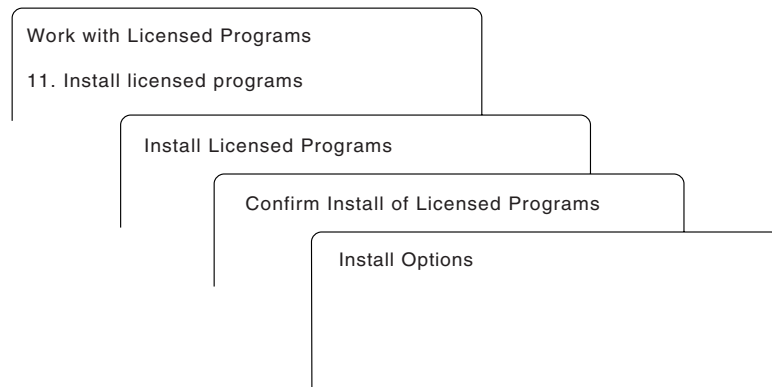 Work with Licensed Programs
11. Install licensed programs
Install Licensed Programs
Confirm Install of Licensed Programs
Install Options